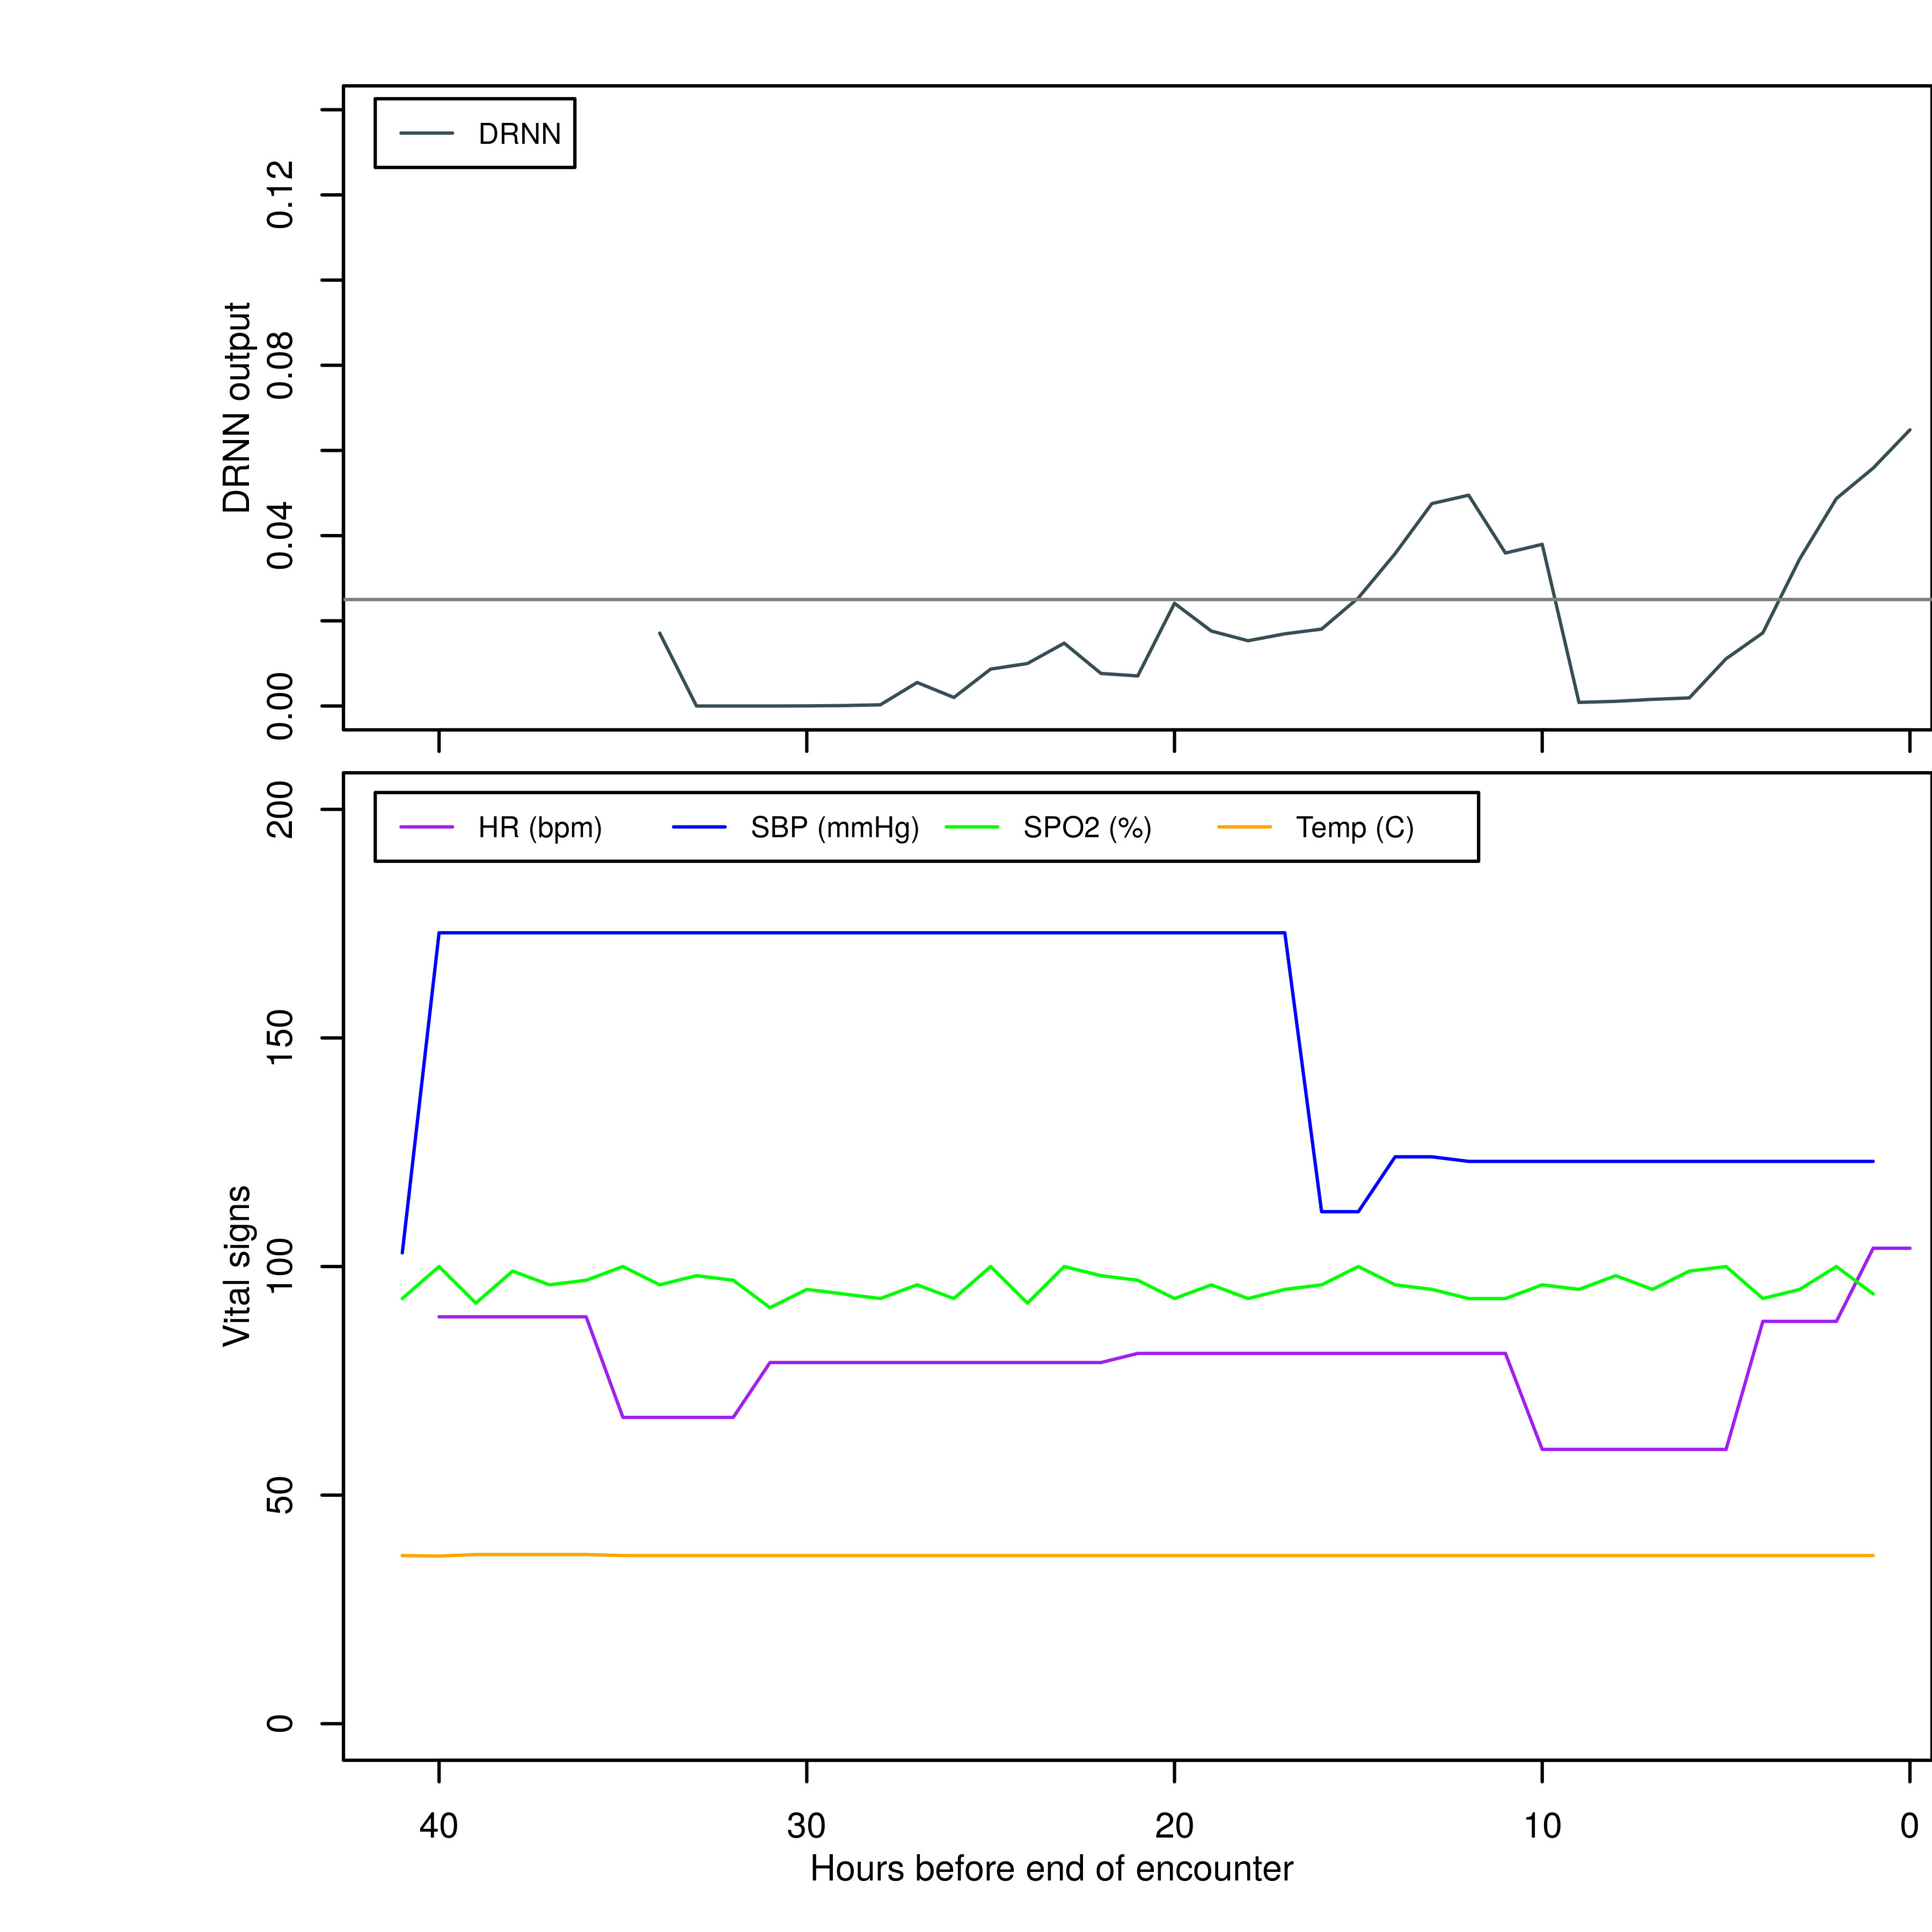 DRNN
DRNN output
0.12
0.08
0.04
0.00
HR (bpm) SBP (mmHg) SPO2 (%) Temp (C)
Vital signs
200
150
100
50
0
40 30 20 10 0
Hours before end of encounter